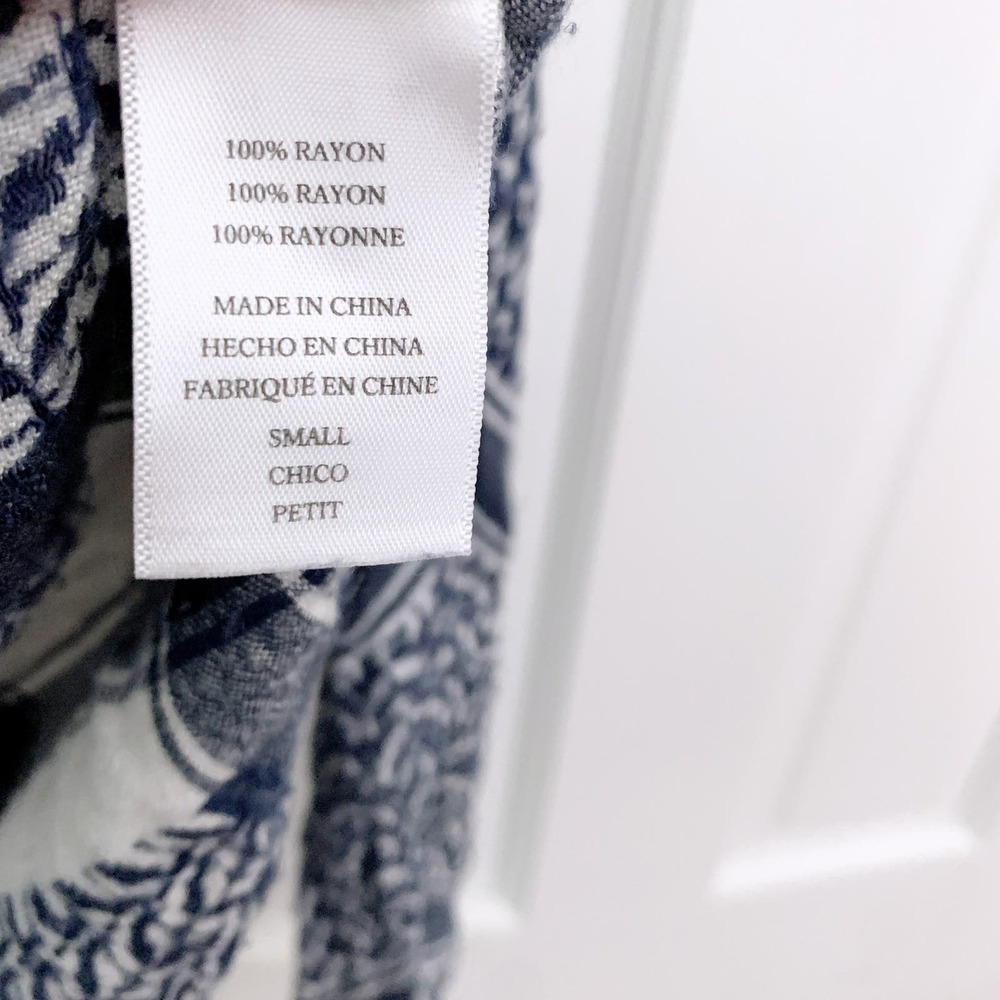 100% RAYON
100% RAYON
100% RAYONNE
MADE IN CHINA
HECHO EN CHINA
FABRIQUÉ EN CHINE
SMALL
CHICO
PETIT